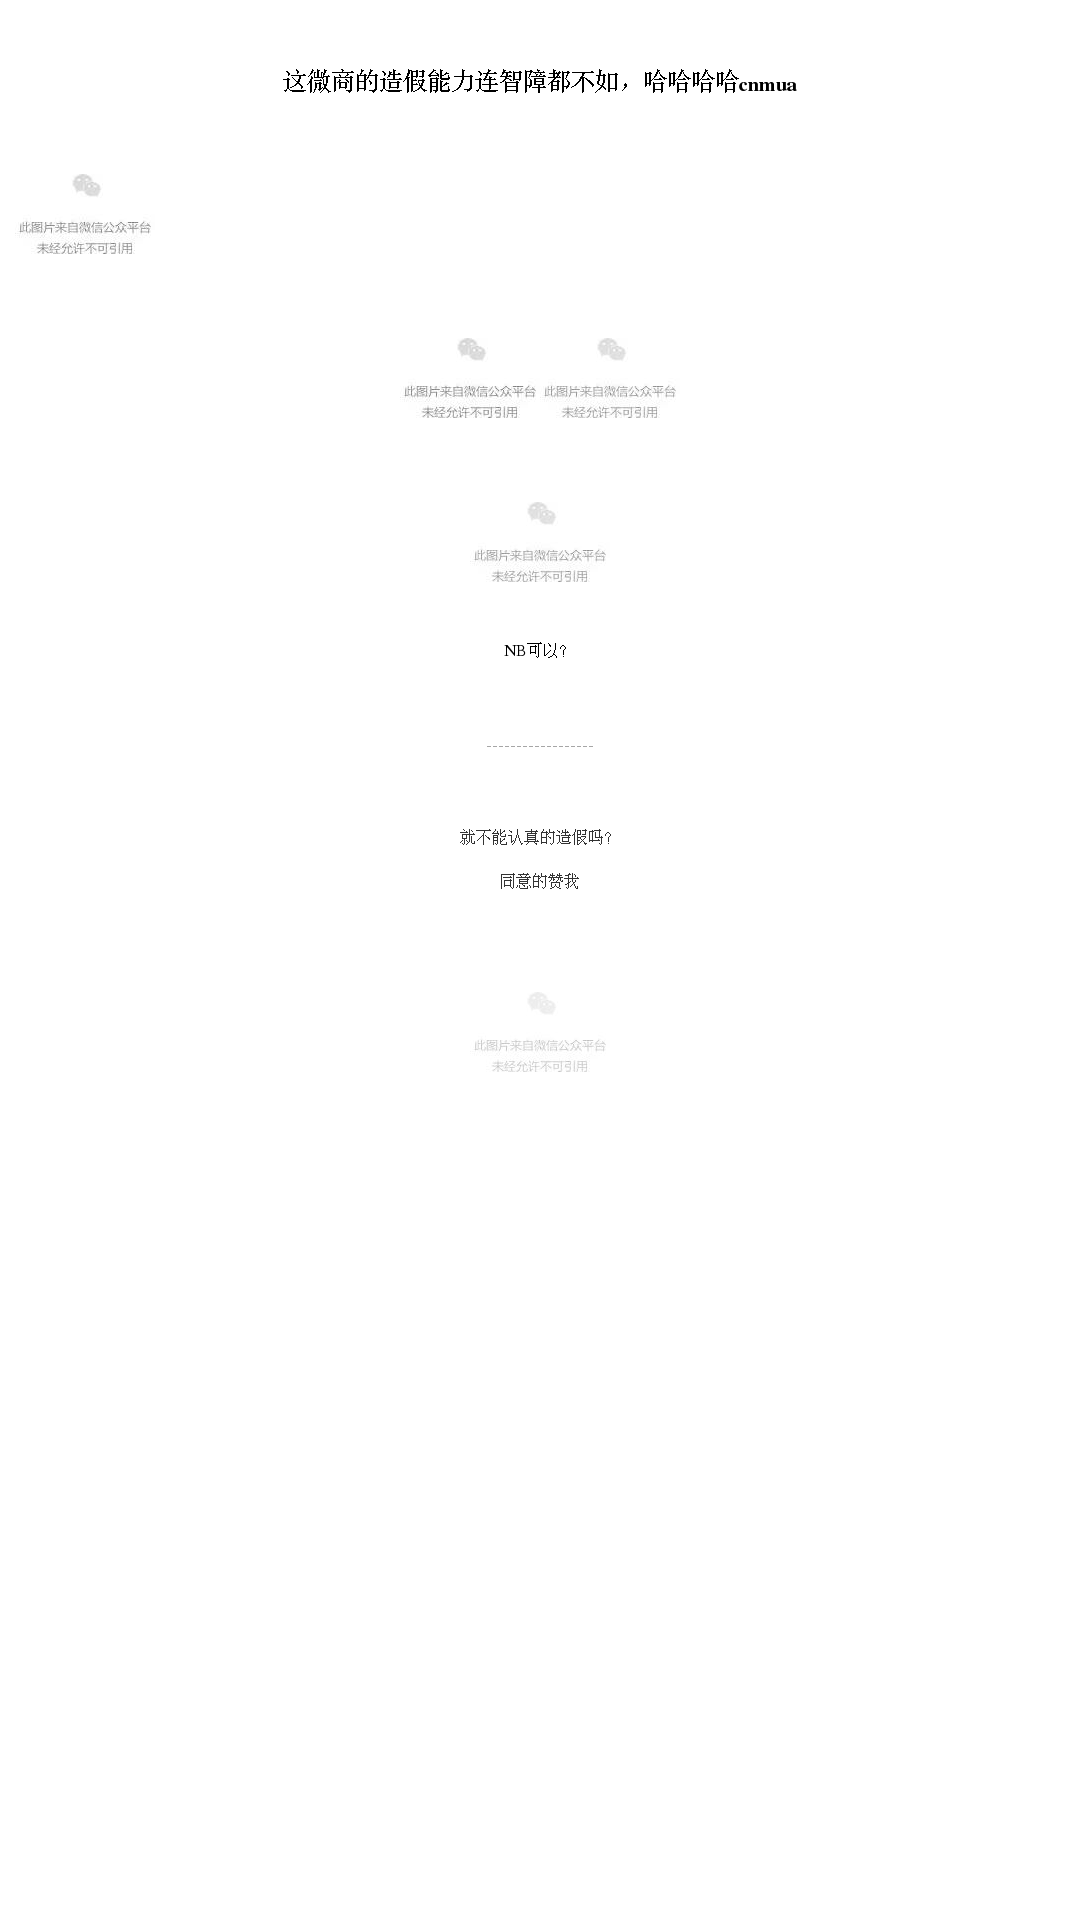 这微商的造假能力连智障都不如，哈哈哈哈cnmua
此图片来自微信公众平台
未经允许不可引用
此图片来自微信公众平台
未经允许不可引用
此图片来自微信公众平台
未经允许不可引用
此图片来自微信公众平台
未经允许不可引用
NB可以？
------------------
就不能认真的造假吗？
同意的赞我
此图片来自微信公众平台
未经允许不可引用